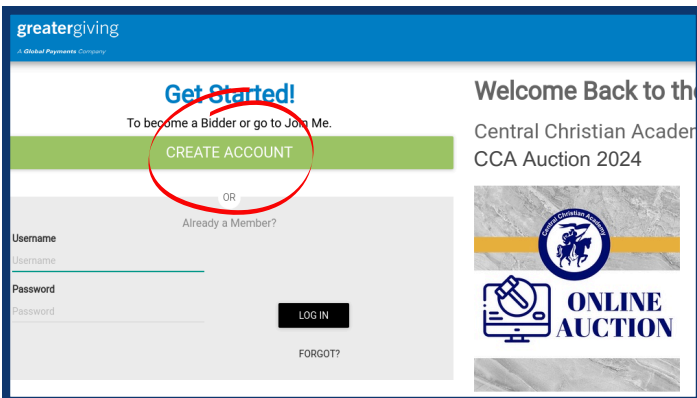 greatergiving
A Global Payments Company
Get Started!
To become a Bidder or go to Join Me.
CREATE ACCOUNT
OR
Already a Member?
Username
Username
Password
Password
LOG IN
FORGOT?
Welcome Back to the
Central Christian Academ
CCA Auction 2024
Central Christian Academy
ONLINE
AUCTION